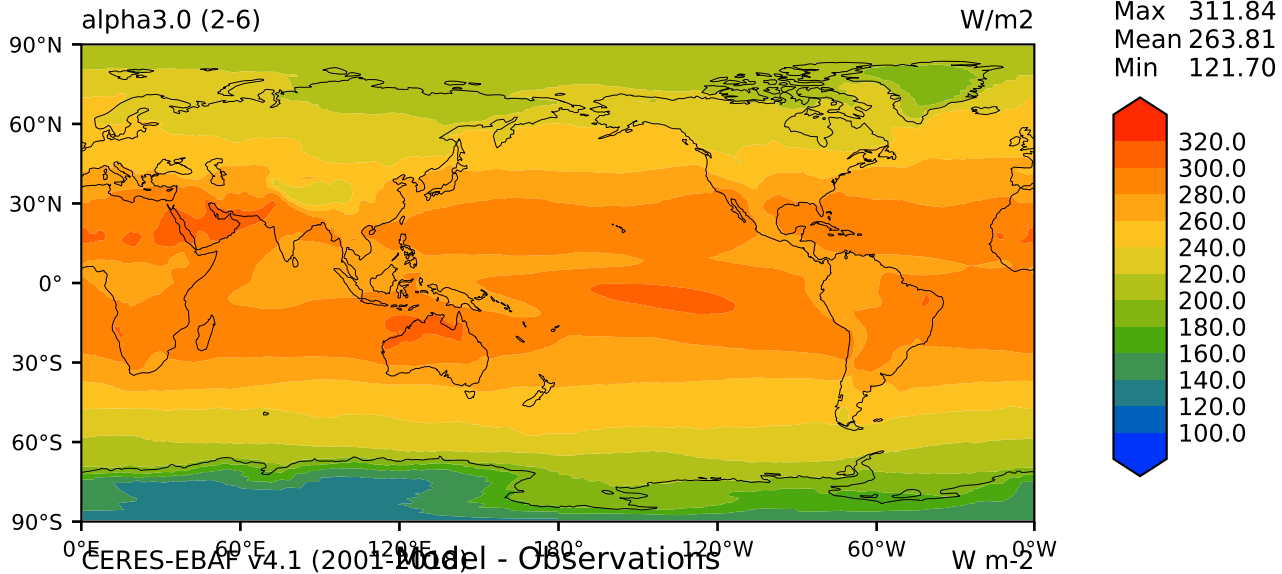 alpha3.0 (2-6) W/m2
Max 311.84
Mean 263.81
Min 121.70
90°N
60°N
30°N
0°
30°S
60°S
90°S
320.0
300.0
280.0
260.0
240.0
220.0
200.0
180.0
160.0
140.0
120.0
100.0
0°E 60°E 120°E 180° 120°W 60°W 0°W
CERES-EBAF v4.1 (2001-2018) Model - Observations W m-2